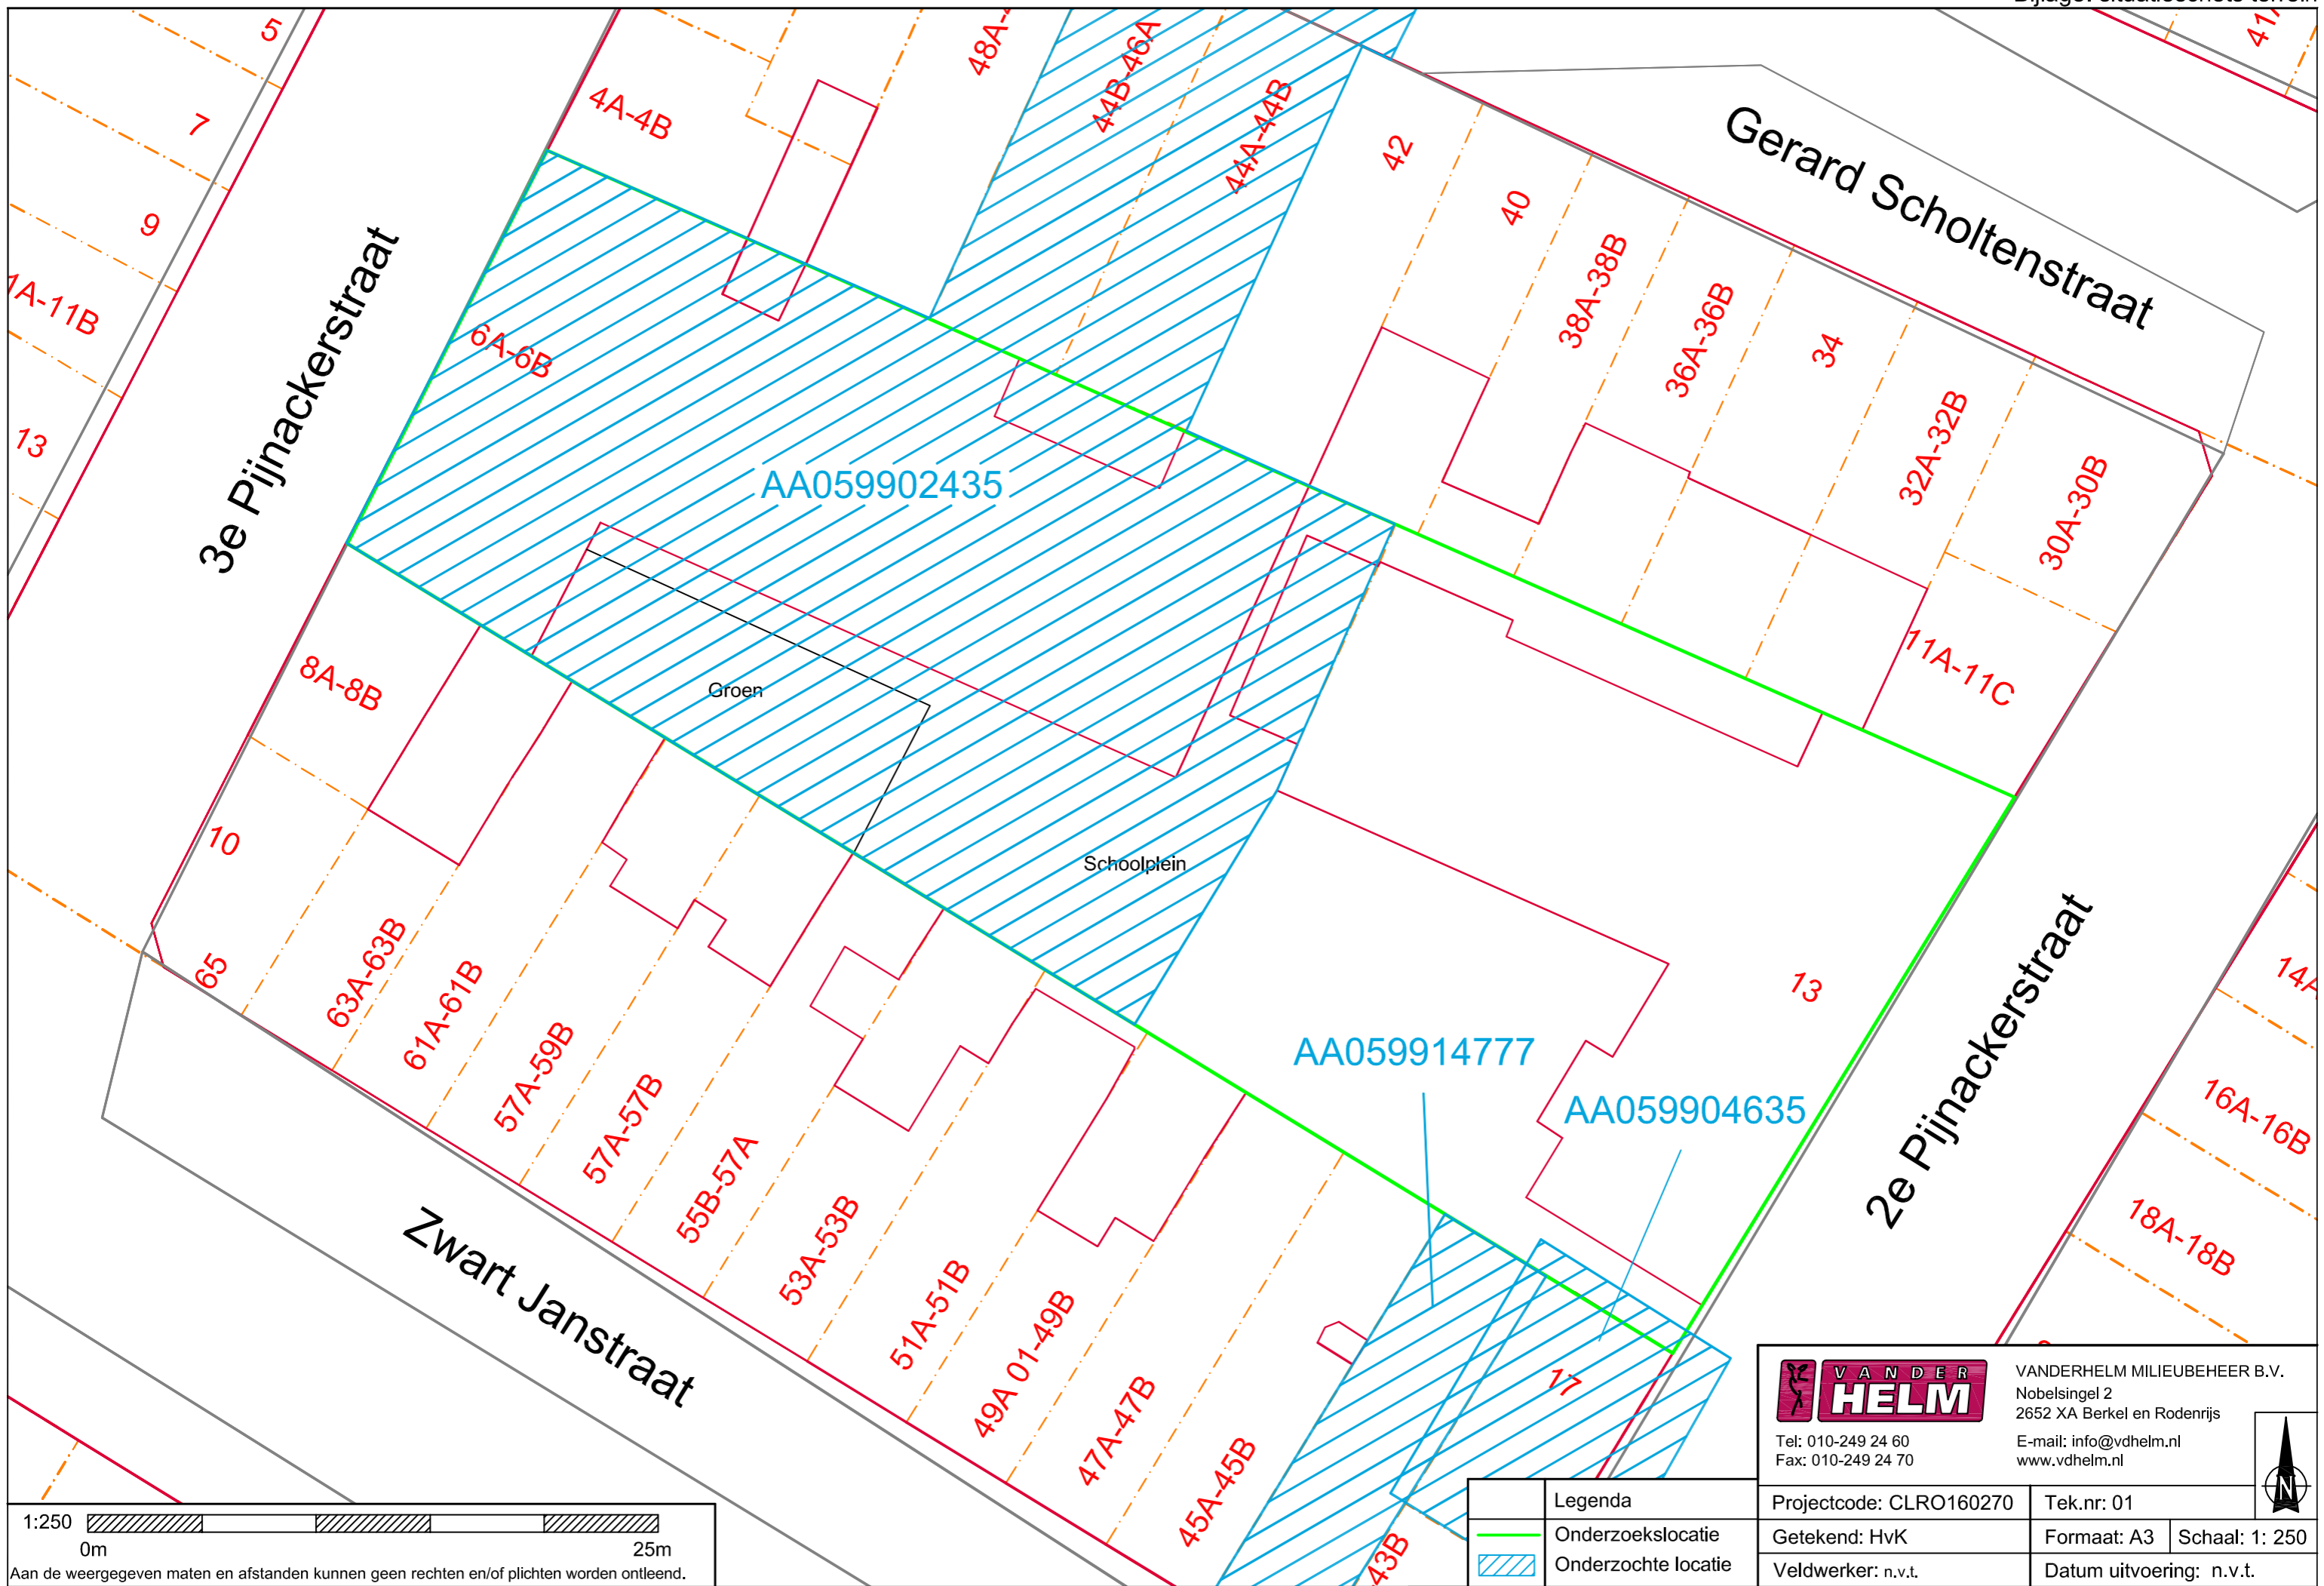 5
7
9
1A-11B
13
4A-4B
48A-4
44B-46A
44A-44B
42
40
38A-38B
36A-36B
34
32A-32B
30A-30B
11A-11C
Gerard Scholtenstraat
3e Pijnackerstraat
6A-6B
AA059902435
Groen
Schoolplein
8A-8B
10
65
63A-63B
61A-61B
57A-59B
57A-57B
55B-57A
53A-53B
51A-51B
49A 01-49B
47A-47B
45A-45B
43B
13
AA059914777
AA059904635
17
2e Pijnackerstraat
14A
16A-16B
18A-18B
Zwart Janstraat
1:250
0m 25m
Aan de weergegeven maten en afstanden kunnen geen rechten en/of plichten worden ontleend.
Legenda
Onderzoekslocatie
Onderzochte locatie
VANDER
HELM
VANDERHELM MILIEUBEHEER B.V.
Nobelsingel 2
2652 XA Berkel en Rodenrijs
Tel: 010-249 24 60
Fax: 010-249 24 70
E-mail: info@vdhelm.nl
www.vdhelm.nl
N
Projectcode: CLRO160270
Tek.nr: 01
Getekend: HvK
Formaat: A3
Schaal: 1: 250
Veldwerker: n.v.t.
Datum uitvoering: n.v.t.